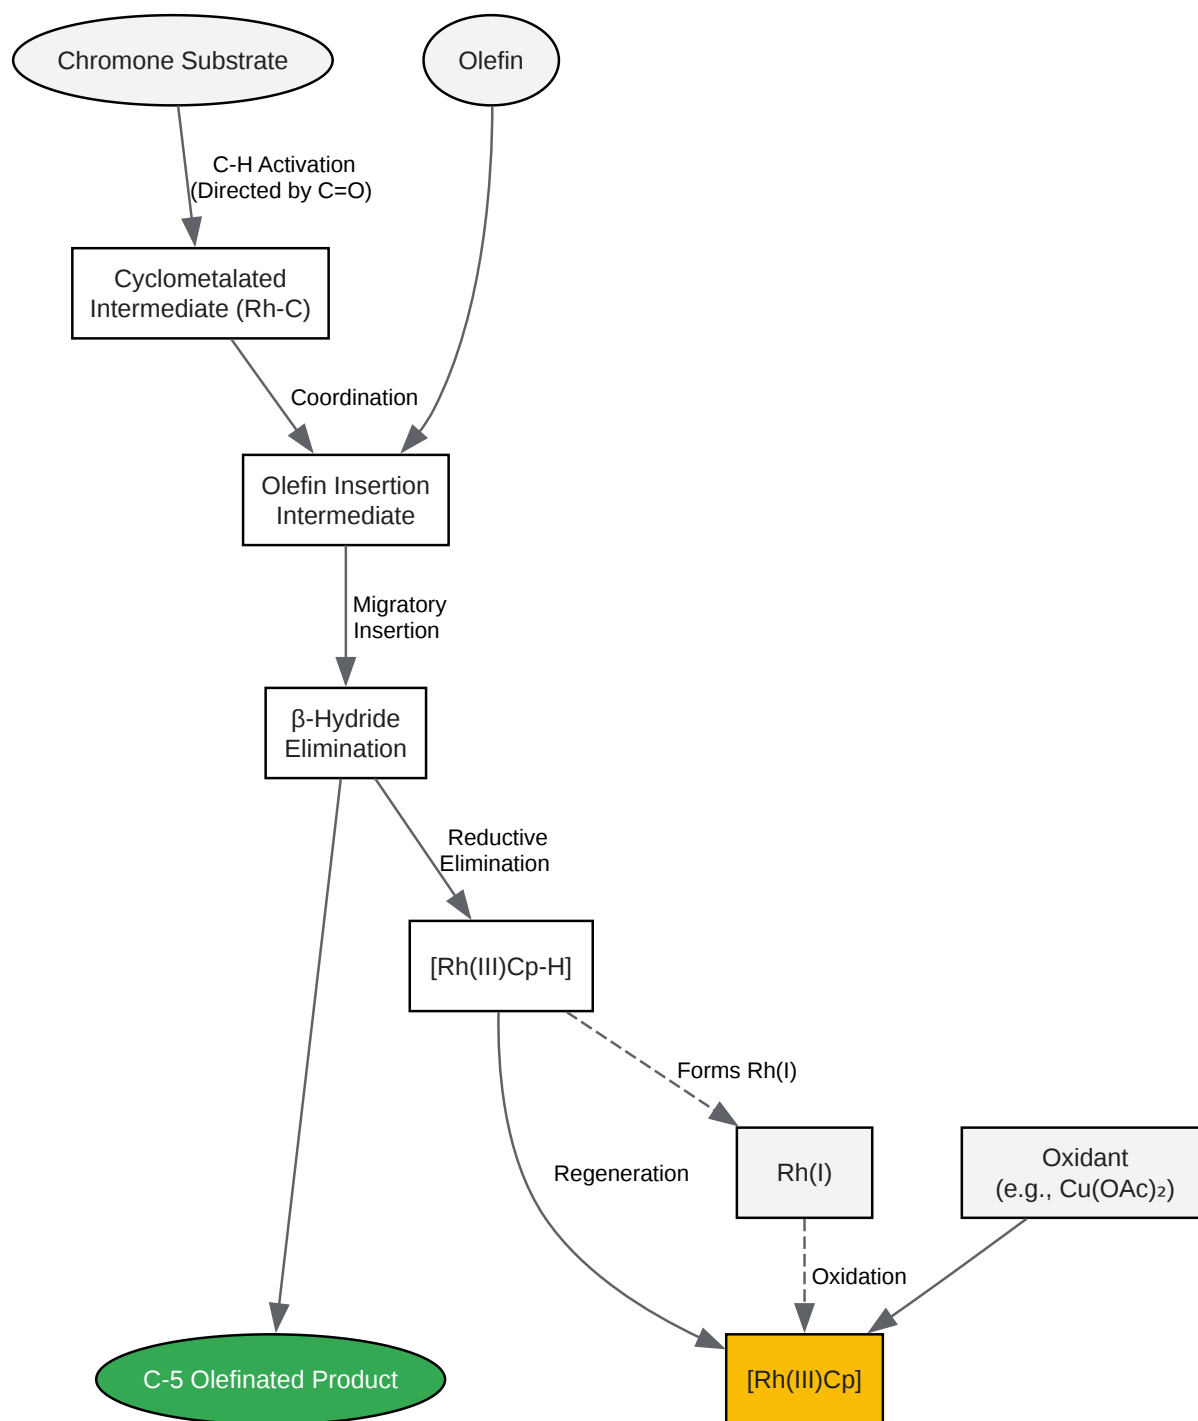 Chromone Substrate
Olefin
C-H Activation
(Directed by C=O)
Cyclometalated
Intermediate (Rh-C)
Coordination
Olefin Insertion
Intermediate
Migratory
Insertion
β-Hydride
Elimination
Reductive
Elimination
[Rh(III)Cp-H]
Forms Rh(I)
Regeneration
Rh(I)
Oxidant
(e.g., Cu(OAc)₂)
Oxidation
C-5 Olefinated Product
[Rh(III)Cp]